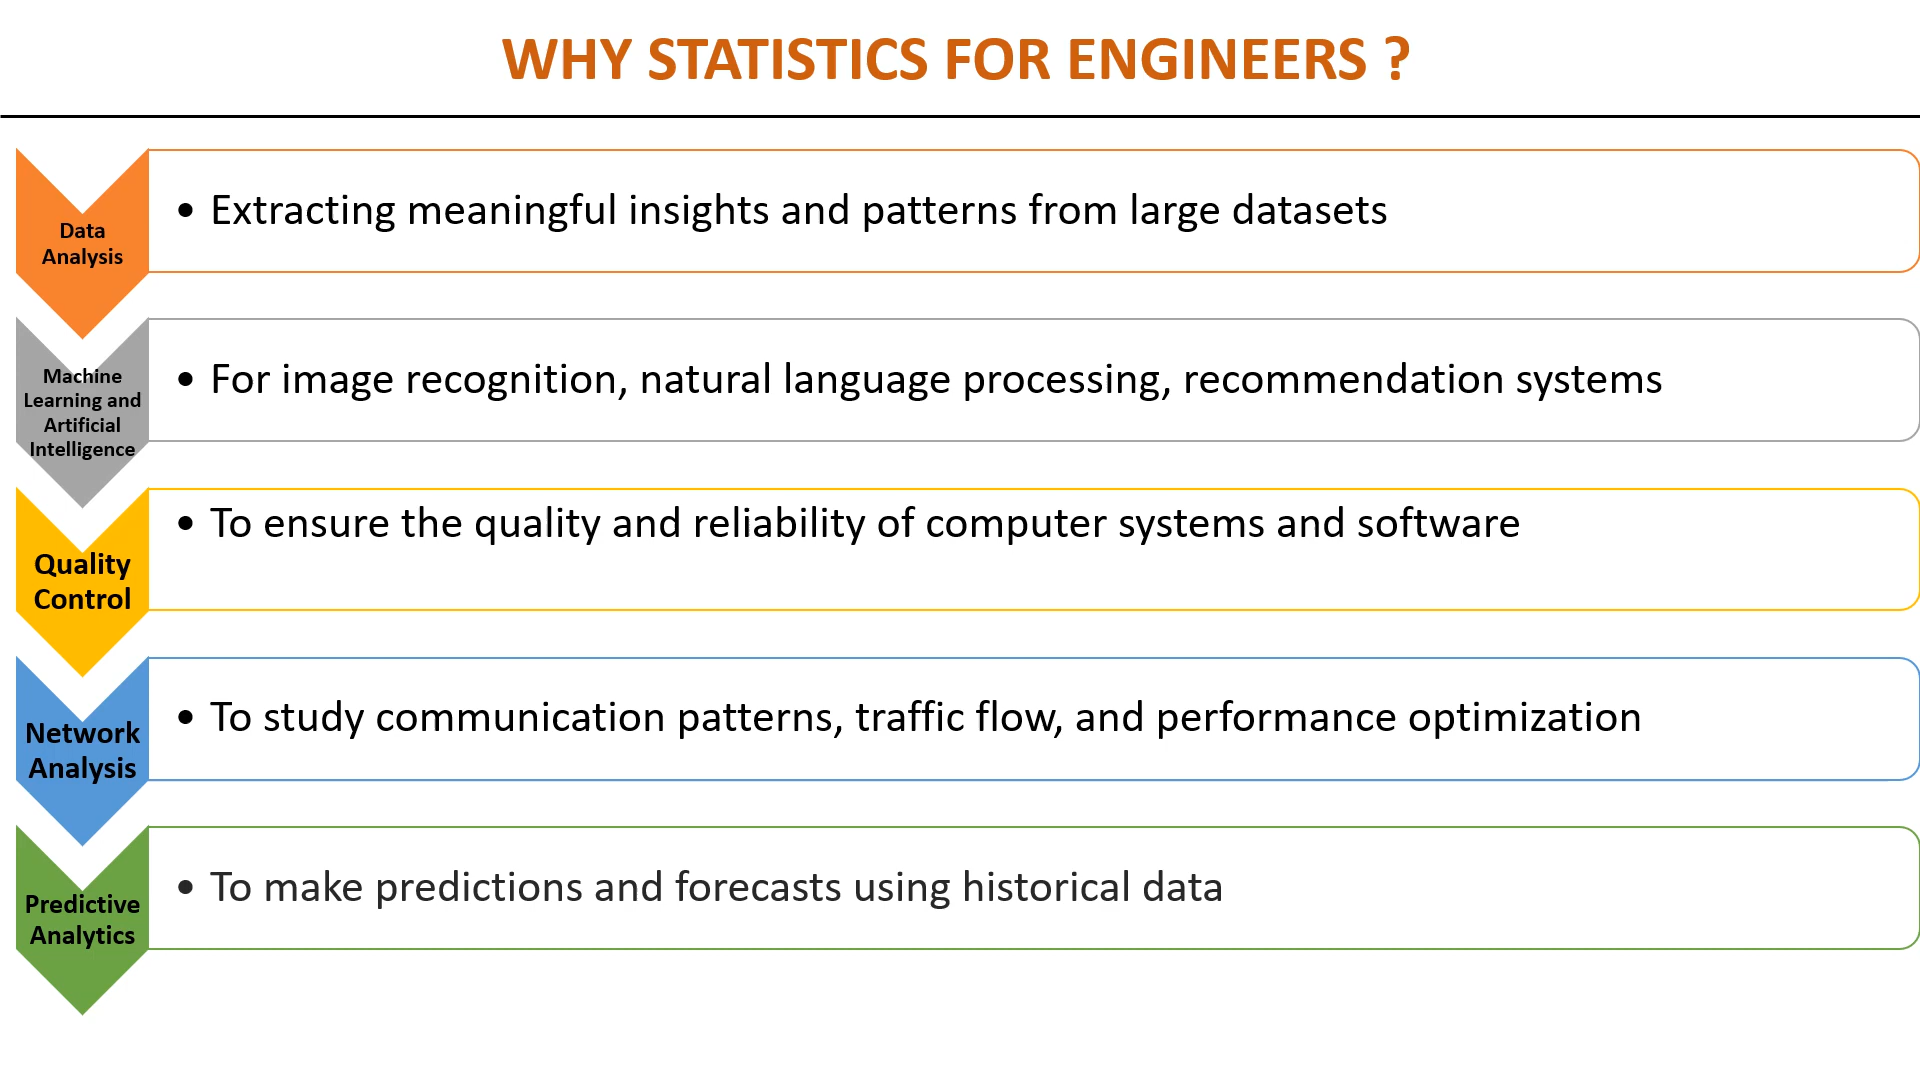 WHY STATISTICS FOR ENGINEERS ?
Data
Analysis
• Extracting meaningful insights and patterns from large datasets
Machine
Learning and
Artificial
Intelligence
• For image recognition, natural language processing, recommendation systems
Quality
Control
• To ensure the quality and reliability of computer systems and software
Network
Analysis
• To study communication patterns, traffic flow, and performance optimization
Predictive
Analytics
• To make predictions and forecasts using historical data